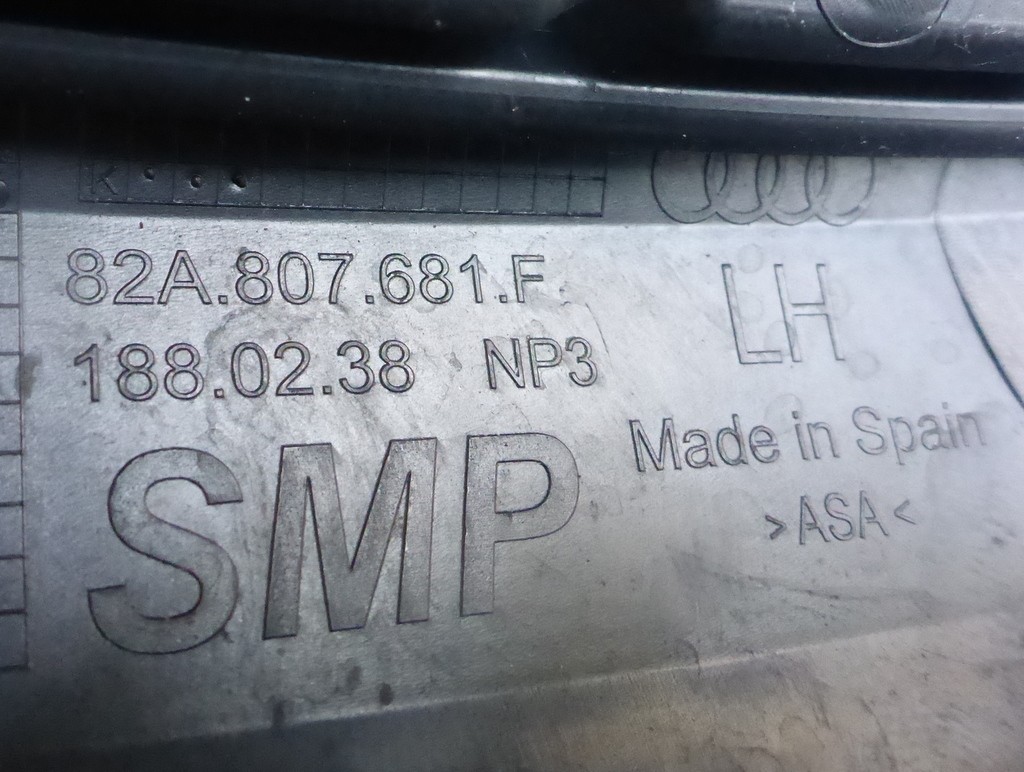 K
82A.807.681.F
LH
188.02.38 NP3
Made in Spain
SMP
>ASA<